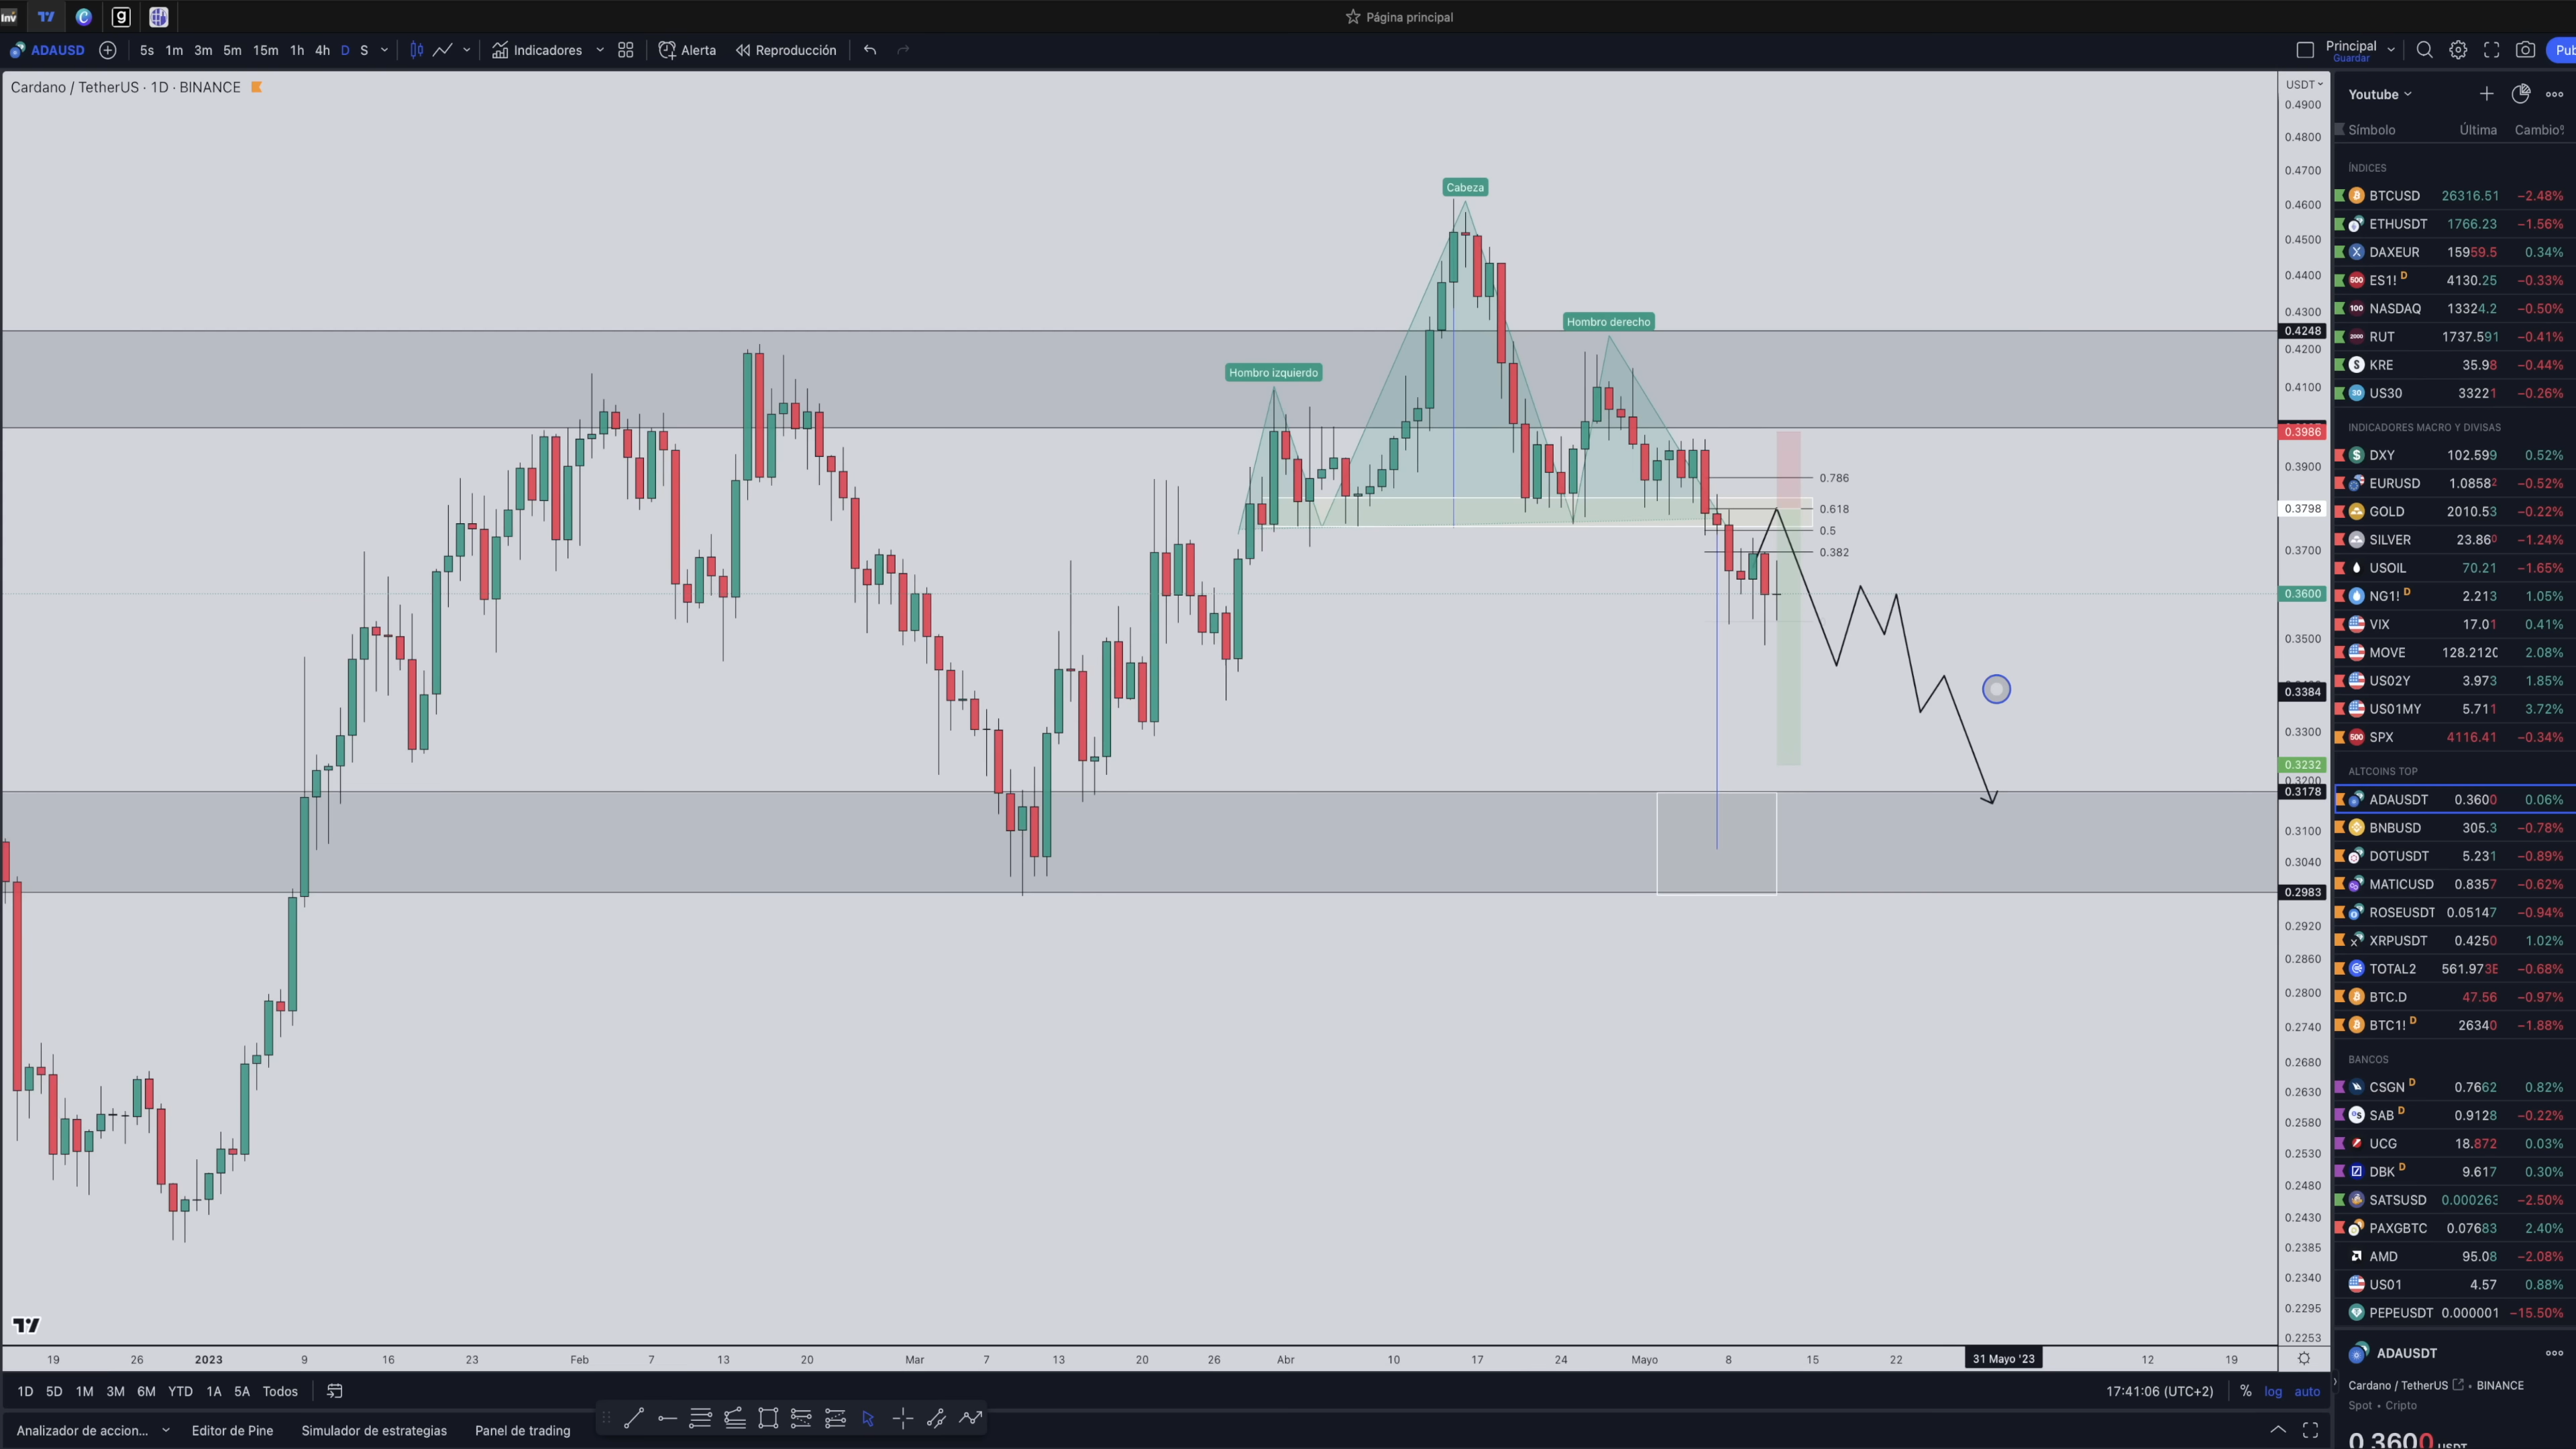 Inv
g
Página principal
ADAUSD 5s 1m 3m 5m 15m 1h 4h D S Indicadores Alerta Reproducción Principal Guardar Pub
Cardano / TetherUS · 1D · BINANCE
USDT
0.4900
0.4800
0.4700
0.4600
0.4500
0.4400
0.4300
0.4248
0.4200
0.4100
0.3986
0.3900
0.3798
0.3700
0.3600
0.3500
0.3384
0.3300
0.3232
0.3200
0.3178
0.3100
0.3040
0.2983
0.2920
0.2860
0.2800
0.2740
0.2680
0.2630
0.2580
0.2530
0.2480
0.2430
0.2385
0.2340
0.2295
0.2253
Cabeza
Hombro derecho
Hombro izquierdo
0.786
0.618
0.5
0.382
19 26 2023 9 16 23 Feb 7 13 20 Mar 7 13 20 26 Abr 10 17 24 Mayo 8 15 22 31 Mayo '23 12 19
1D 5D 1M 3M 6M YTD 1A 5A Todos 17:41:06 (UTC+2) % log auto
Analizador de accion... Editor de Pine Simulador de estrategias Panel de trading
Youtube
Símbolo Última Cambio%
ÍNDICES
BTCUSD 26316.51 −2.48%
ETHUSDT 1766.23 −1.56%
DAXEUR 15959.5 0.34%
500 ES1! D 4130.25 −0.33%
100 NASDAQ 13324.2 −0.50%
2000 RUT 1737.591 −0.41%
S KRE 35.98 −0.44%
30 US30 33221 −0.26%
INDICADORES MACRO Y DIVISAS
DXY 102.599 0.52%
EURUSD 1.08582 −0.52%
GOLD 2010.53 −0.22%
SILVER 23.860 −1.24%
USOIL 70.21 −1.65%
NG1! D 2.213 1.05%
VIX 17.01 0.41%
MOVE 128.2120 2.08%
US02Y 3.973 1.85%
US01MY 5.711 3.72%
500 SPX 4116.41 −0.34%
ALTCOINS TOP
ADAUSDT 0.3600 0.06%
BNBUSD 305.3 −0.78%
DOTUSDT 5.231 −0.89%
MATICUSD 0.8357 −0.62%
ROSEUSDT 0.05147 −0.94%
XRPUSDT 0.4250 1.02%
TOTAL2 561.973B −0.68%
BTC.D 47.56 −0.97%
BTC1! D 26340 −1.88%
BANCOS
CSGN D 0.7662 0.82%
SAB D 0.9128 −0.22%
UCG 18.872 0.03%
DBK D 9.617 0.30%
SATSUSD 0.000263 −2.50%
PAXGBTC 0.07683 2.40%
AMD 95.08 −2.08%
US01 4.57 0.88%
PEPEUSDT 0.000001 −15.50%
ADAUSDT
Cardano / TetherUS • BINANCE
Spot • Cripto
0.3600 USDT